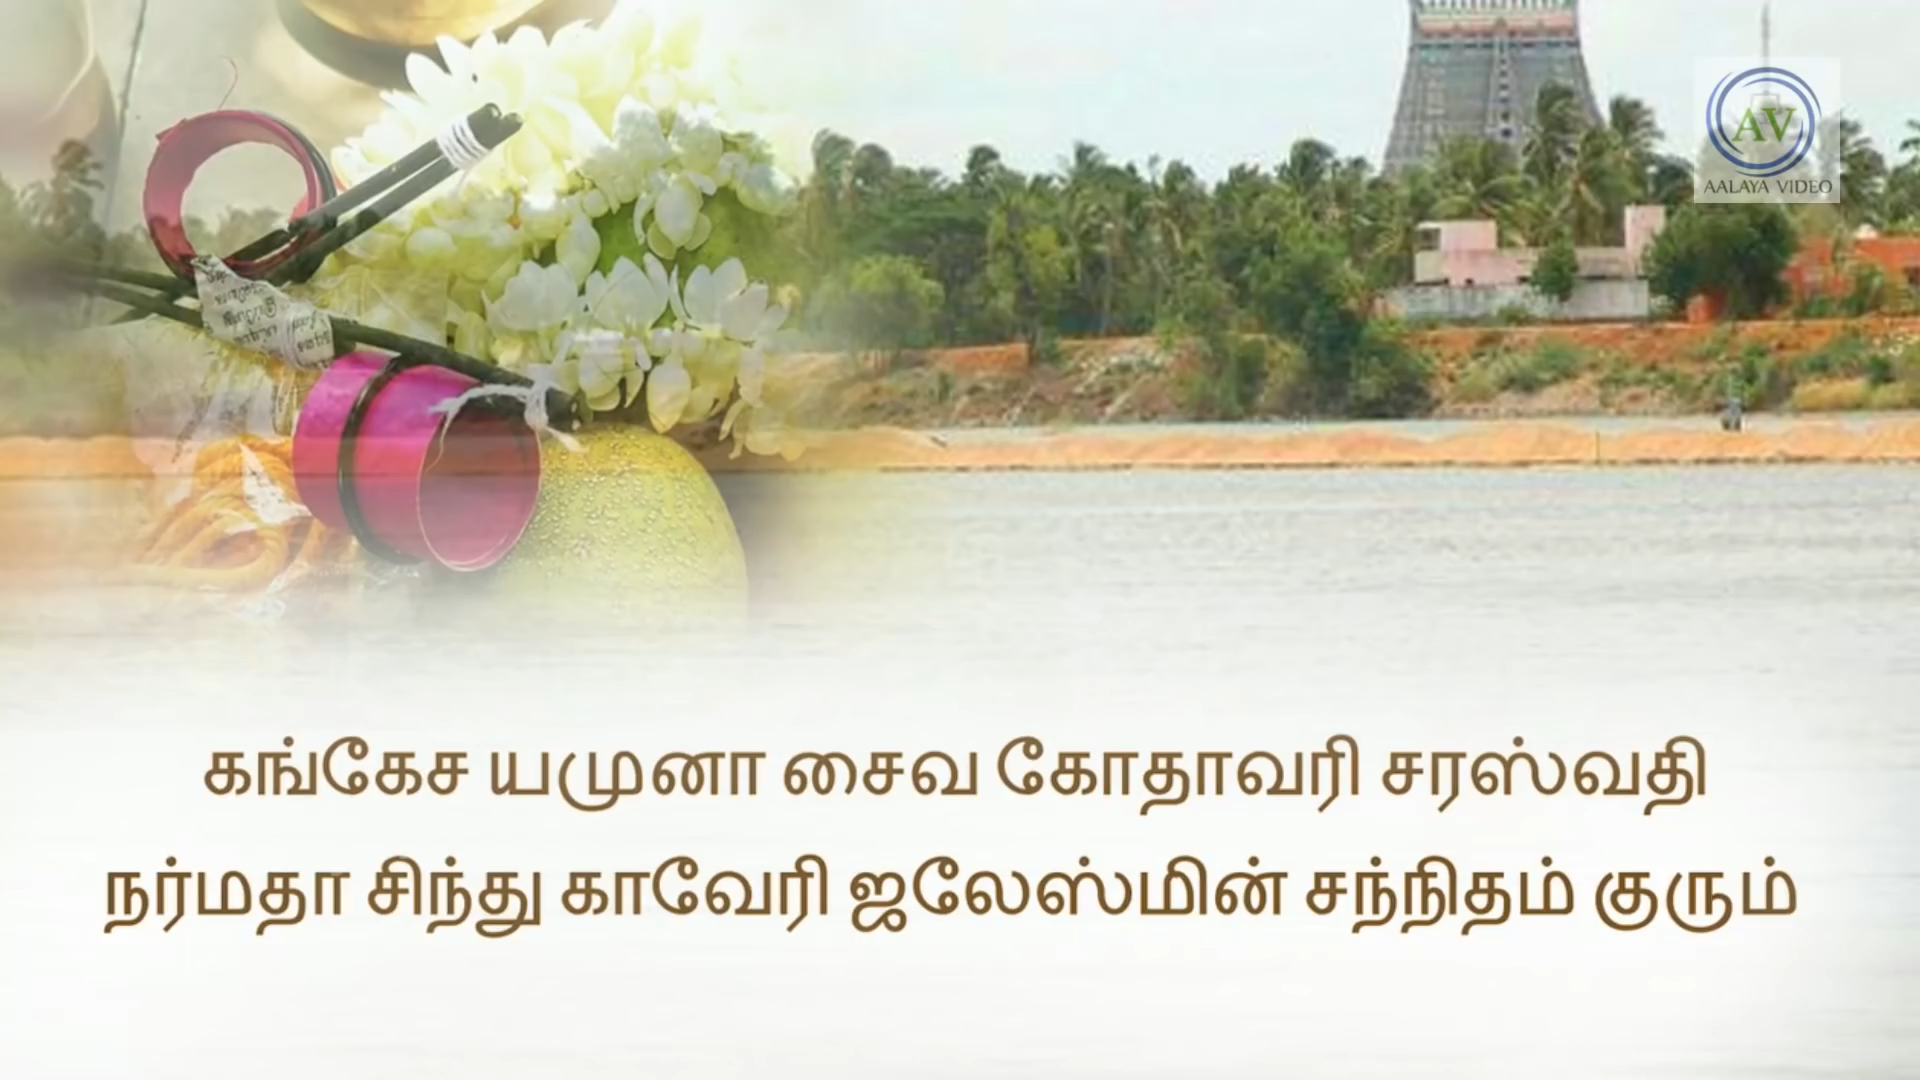 AV
AALAYA VIDEO
கங்கேச யமுனா சைவ கோதாவரி சரஸ்வதி
நர்மதா சிந்து காவேரி ஜலேஸ்மின் சந்நிதம் குரும்